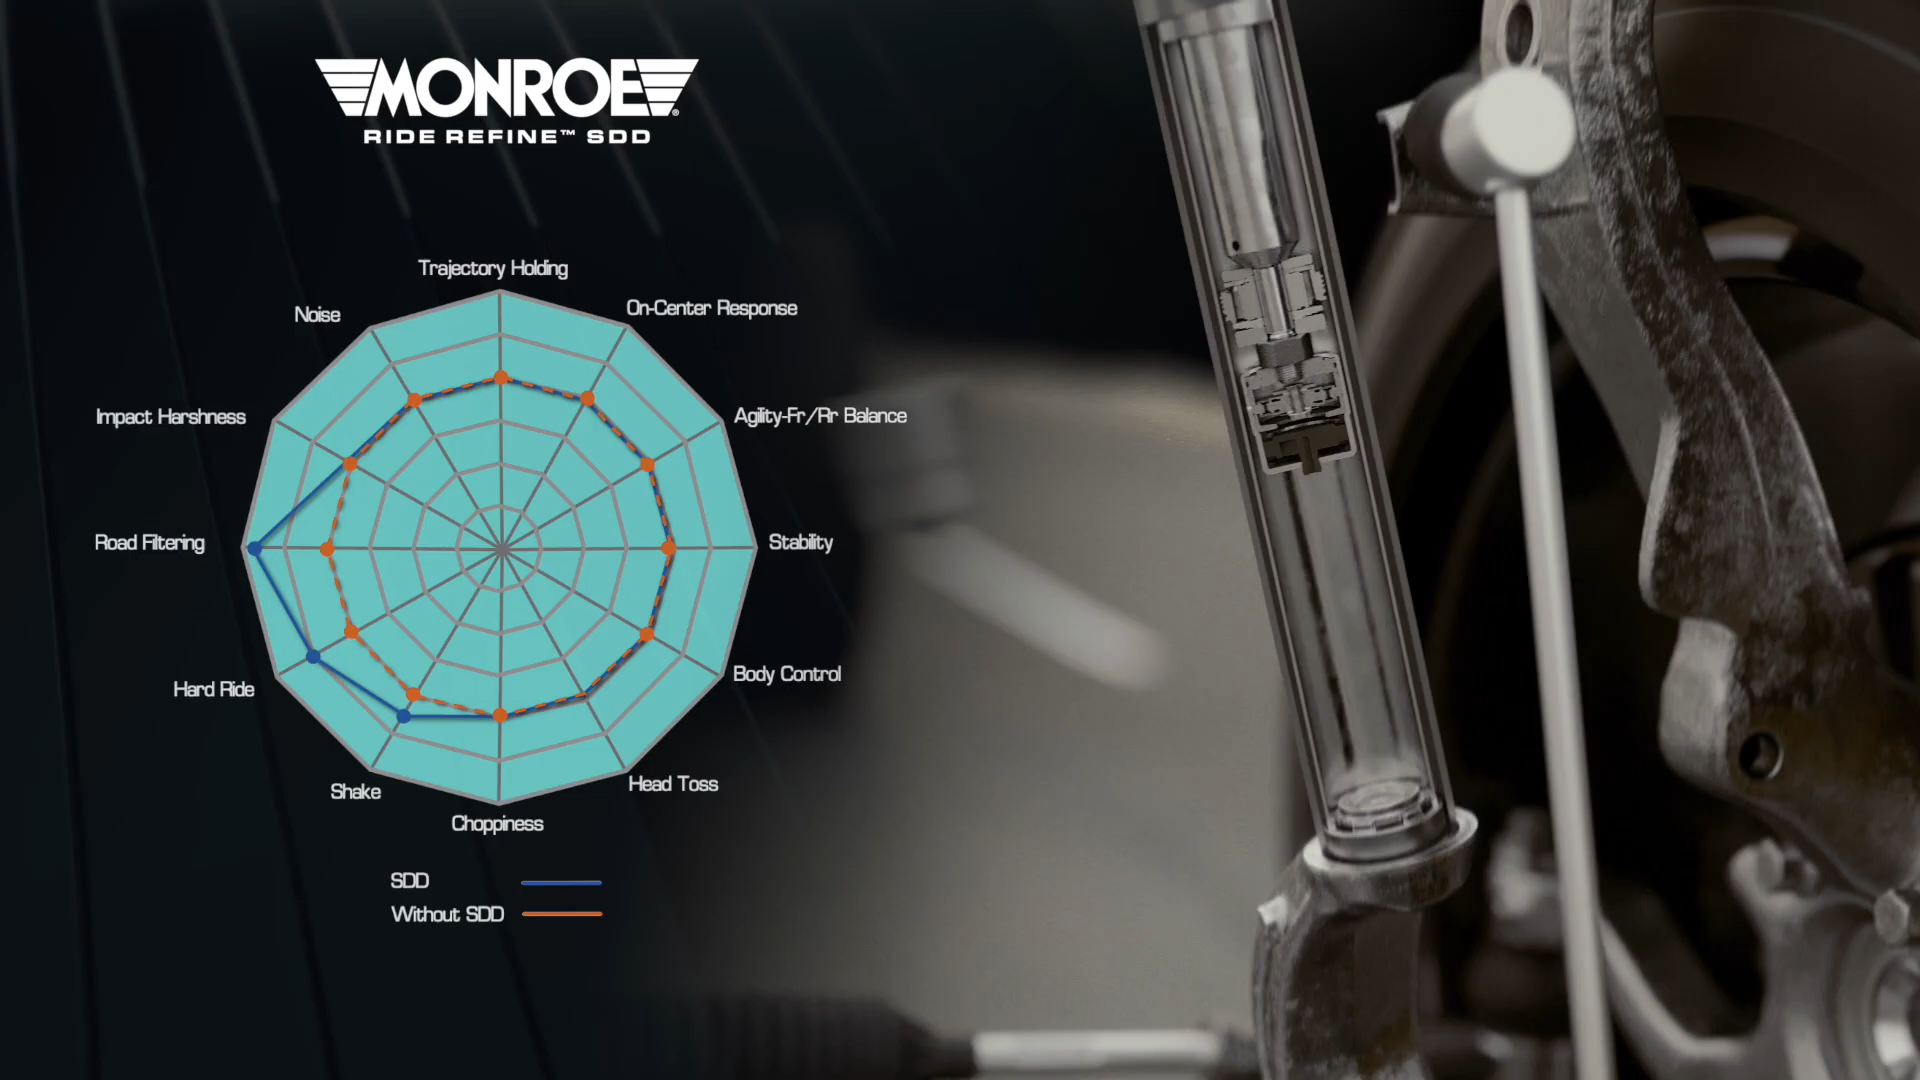 MONROE®
RIDE REFINE™ SDD
Trajectory Holding
On-Center Response
Noise
Agility-Fr/Rr Balance
Impact Harshness
Stability
Road Filtering
Body Control
Hard Ride
Head Toss
Shake
Choppiness
SDD
Without SDD